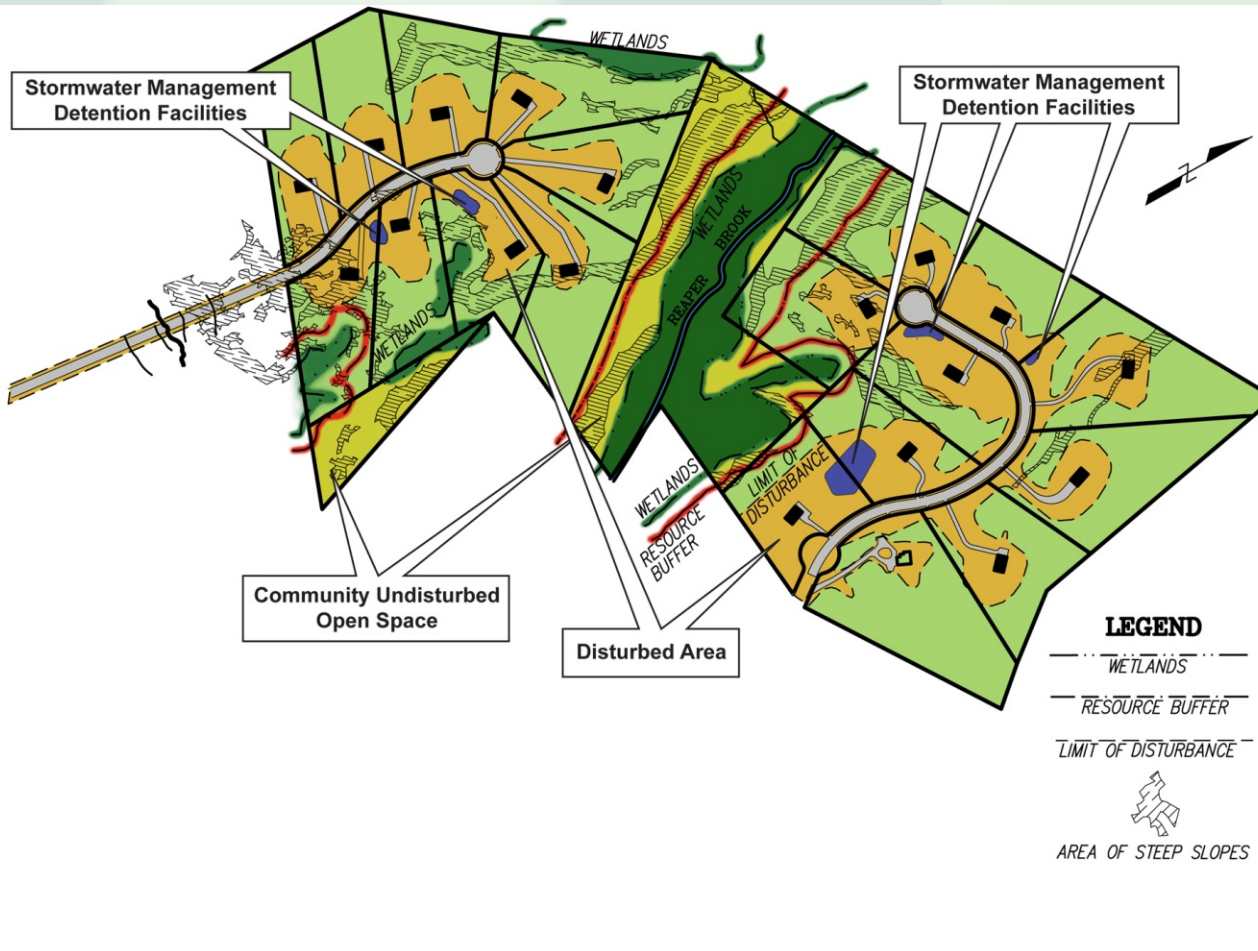 WETLANDS
Stormwater Management
Detention Facilities
Stormwater Management
Detention Facilities
N
WETLANDS
REAPER BROOK
WETLANDS
WETLANDS
RESOURCE
BUFFER
LIMIT OF
DISTURBANCE
Community Undisturbed
Open Space
Disturbed Area
LEGEND
WETLANDS
RESOURCE BUFFER
LIMIT OF DISTURBANCE
AREA OF STEEP SLOPES